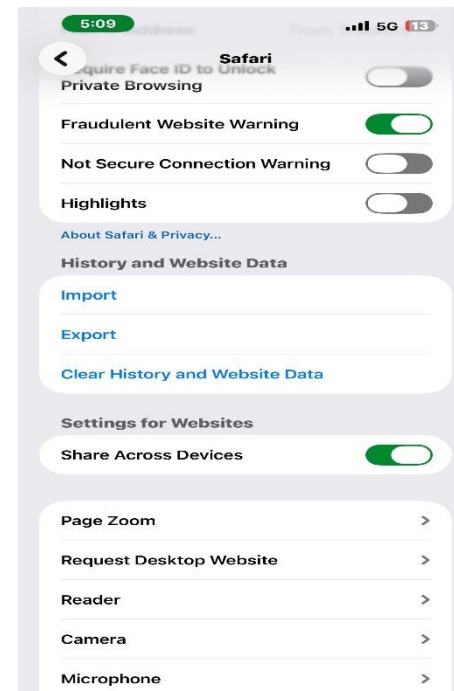 5:09
5G 13
Safari
Require Face ID to Unlock
Private Browsing
Fraudulent Website Warning
Not Secure Connection Warning
Highlights
About Safari & Privacy...
History and Website Data
Import
Export
Clear History and Website Data
Settings for Websites
Share Across Devices
Page Zoom
Request Desktop Website
Reader
Camera
Microphone